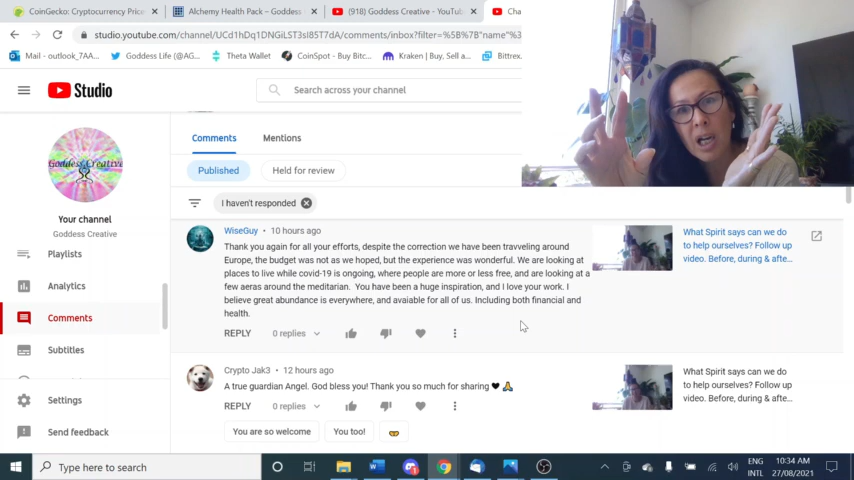 CoinGecko: Cryptocurrency Price
Alchemy Health Pack – Goddess
(918) Goddess Creative - YouTub
Cha
studio.youtube.com/channel/UCd1hDq1DNGiLST3sI85T7dA/comments/inbox?filter=%5B%7B"name"%3
Mail - outlook_7AA...
Goddess Life (@AG...
Theta Wallet
CoinSpot - Buy Bitc...
Kraken | Buy, Sell a...
Bittrex
Studio
Search across your channel
Goddess Creative
Your channel
Goddess Creative
Playlists
Analytics
Comments
Subtitles
Settings
Send feedback
Comments
Mentions
Published
Held for review
I haven't responded
WiseGuy • 10 hours ago
Thank you again for all your efforts, despite the correction we have been travveling around
Europe, the budget was not as we hoped, but the experience was wonderful. We are looking at
places to live while covid-19 is ongoing, where people are more or less free, and are looking at a
few aeras around the meditarian. You have been a huge inspiration, and I love your work. I
believe great abundance is everywhere, and avaiable for all of us. Including both financial and
health.
REPLY
0 replies
What Spirit says can we do
to help ourselves? Follow up
video. Before, during & afte...
Crypto Jak3 • 12 hours ago
A true guardian Angel. God bless you! Thank you so much for sharing 🖤 🙏
REPLY
0 replies
You are so welcome
You too!
What Spirit says can we do
to help ourselves? Follow up
video. Before, during & afte...
Type here to search
ENG
INTL
10:34 AM
27/08/2021